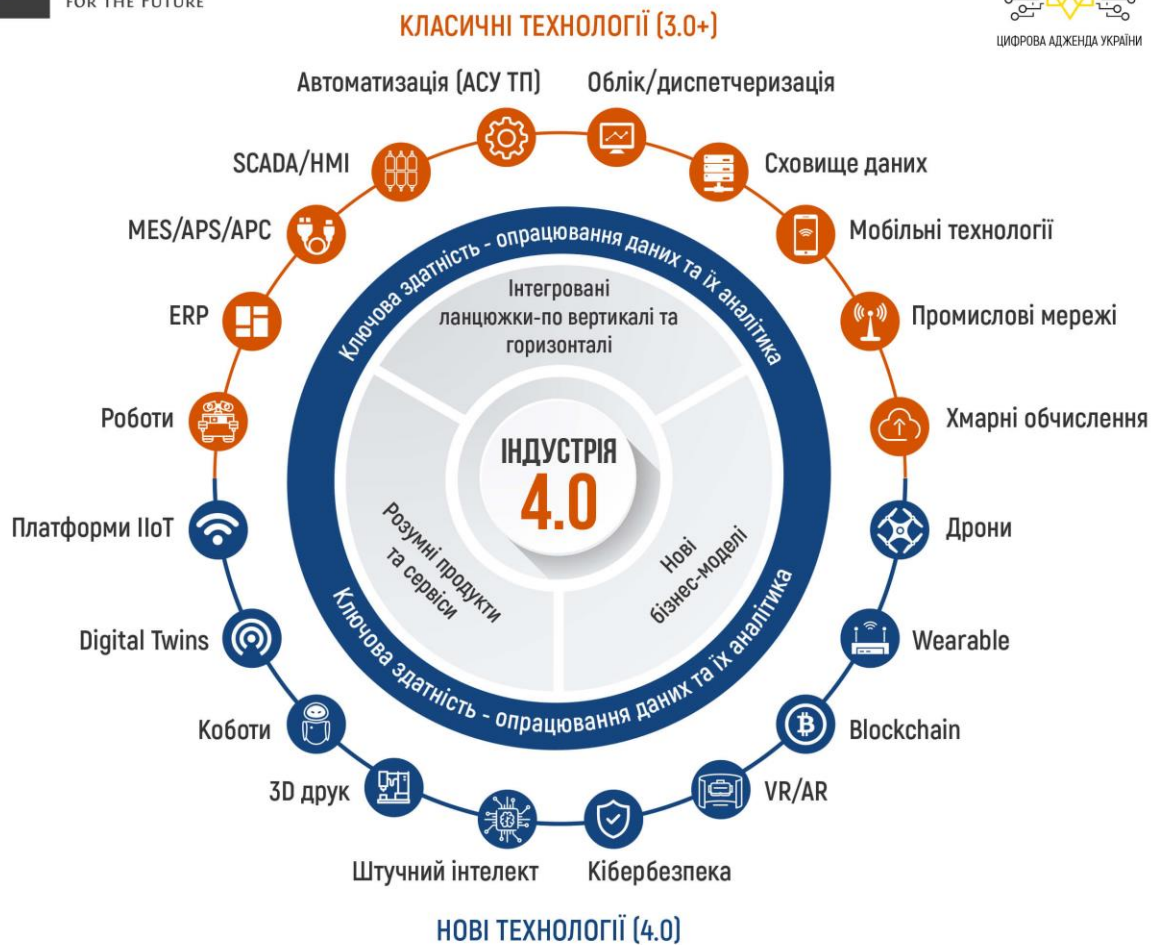 FOR THE FUTURE
ЦИФРОВА АДЖЕНДА УКРАЇНИ
КЛАСИЧНІ ТЕХНОЛОГІЇ (3.0+)
Автоматизація (АСУ ТП)
Облік/диспетчеризація
SCADA/HMI
Сховище даних
MES/APS/APC
Мобільні технології
ERP
Промислові мережі
Роботи
Хмарні обчислення
Ключова здатність - опрацювання даних та їх аналітика
Інтегровані
ланцюжки-по вертикалі та
горизонталі
ІНДУСТРІЯ
4.0
Розумні продукти
та сервіси
Нові
бізнес-моделі
Ключова здатність - опрацювання даних та їх аналітика
Платформи IIoT
Дрони
Digital Twins
Wearable
Коботи
Blockchain
3D друк
VR/AR
Штучний інтелект
Кібербезпека
НОВІ ТЕХНОЛОГІЇ (4.0)